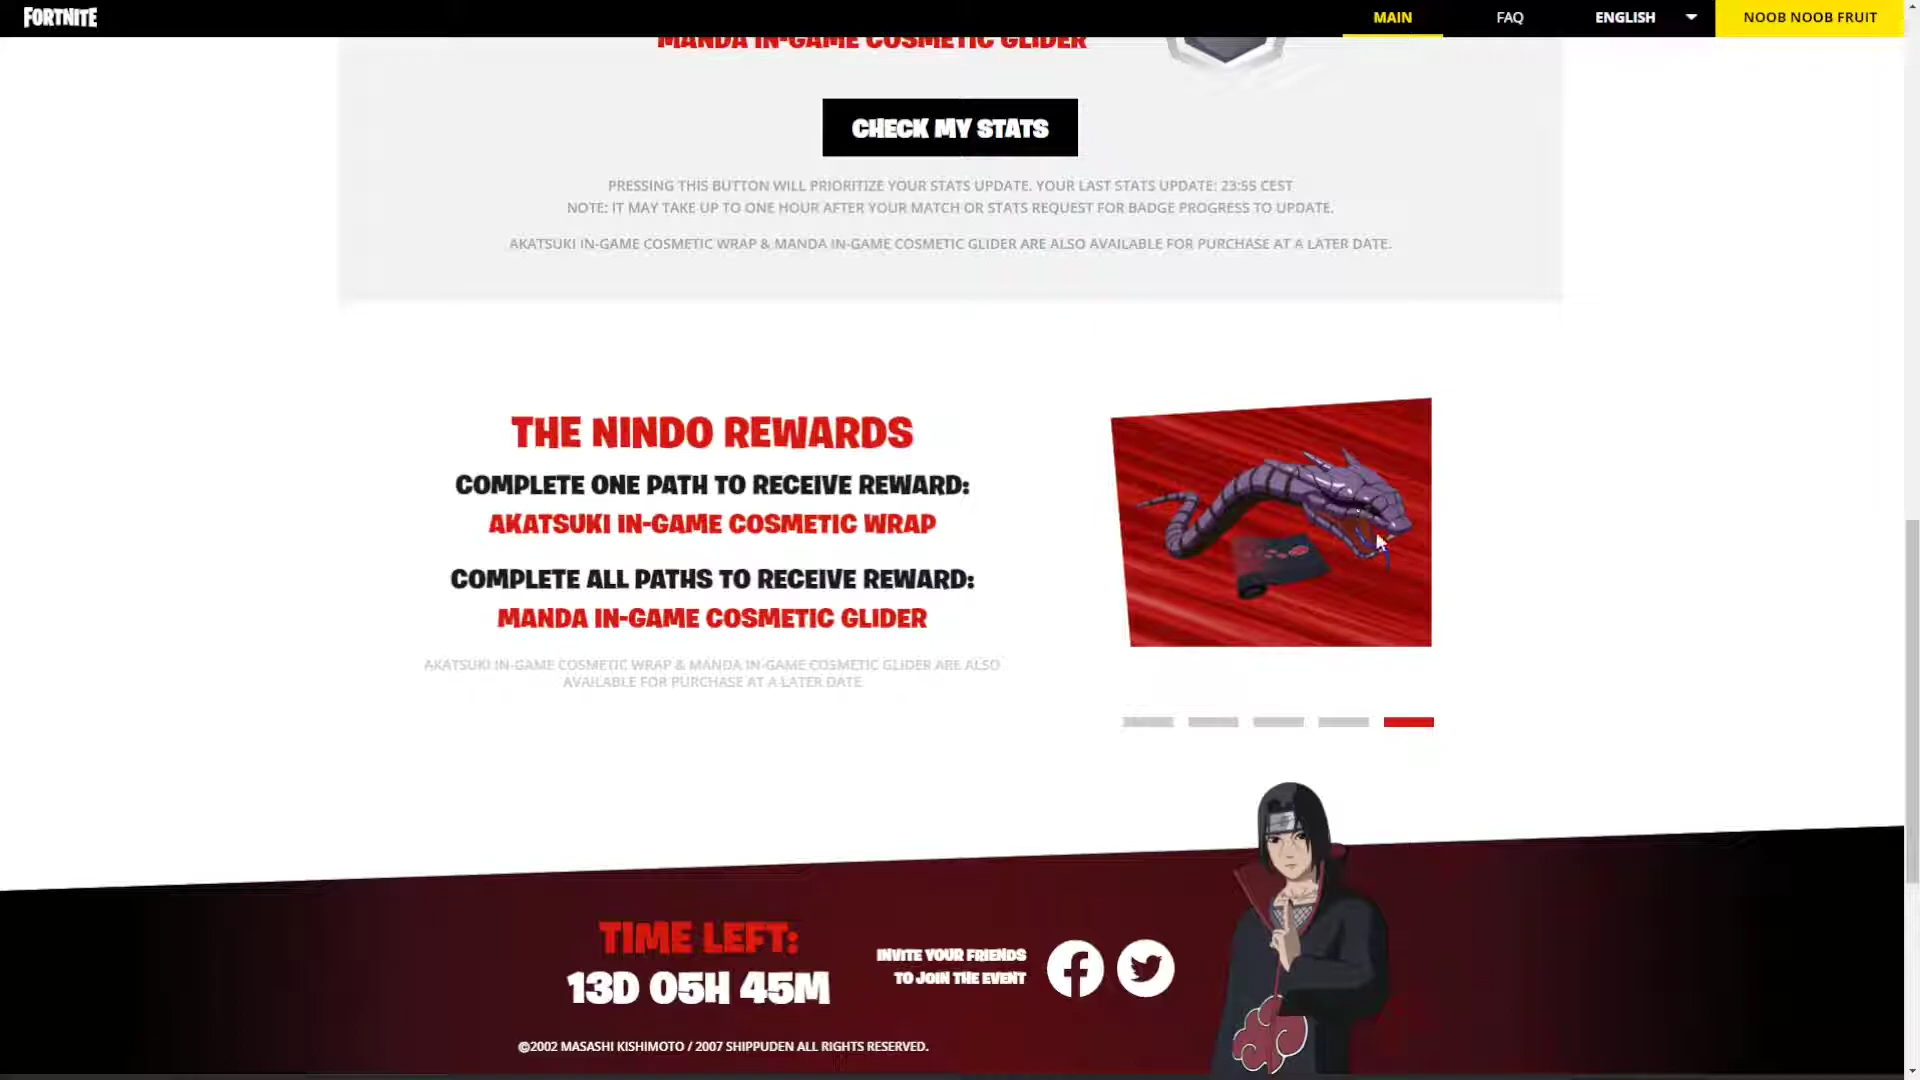 FORTNITE
MAIN
FAQ
ENGLISH
NOOB NOOB FRUIT
MANDA IN-GAME COSMETIC GLIDER
CHECK MY STATS
PRESSING THIS BUTTON WILL PRIORITIZE YOUR STATS UPDATE. YOUR LAST STATS UPDATE: 23:55 CEST
NOTE: IT MAY TAKE UP TO ONE HOUR AFTER YOUR MATCH OR STATS REQUEST FOR BADGE PROGRESS TO UPDATE.
AKATSUKI IN-GAME COSMETIC WRAP & MANDA IN-GAME COSMETIC GLIDER ARE ALSO AVAILABLE FOR PURCHASE AT A LATER DATE.
THE NINDO REWARDS
COMPLETE ONE PATH TO RECEIVE REWARD:
AKATSUKI IN-GAME COSMETIC WRAP
COMPLETE ALL PATHS TO RECEIVE REWARD:
MANDA IN-GAME COSMETIC GLIDER
AKATSUKI IN-GAME COSMETIC WRAP & MANDA IN-GAME COSMETIC GLIDER ARE ALSO
AVAILABLE FOR PURCHASE AT A LATER DATE
TIME LEFT:
13D 05H 45M
INVITE YOUR FRIENDS
TO JOIN THE EVENT
©2002 MASASHI KISHIMOTO / 2007 SHIPPUDEN ALL RIGHTS RESERVED.